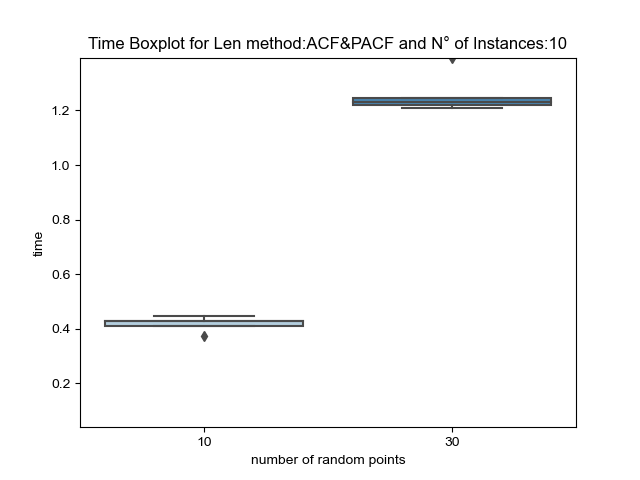 Time Boxplot for Len method:ACF&PACF and N° of Instances:10
1.2
1.0
0.8
0.6
0.4
0.2
time
10 30
number of random points